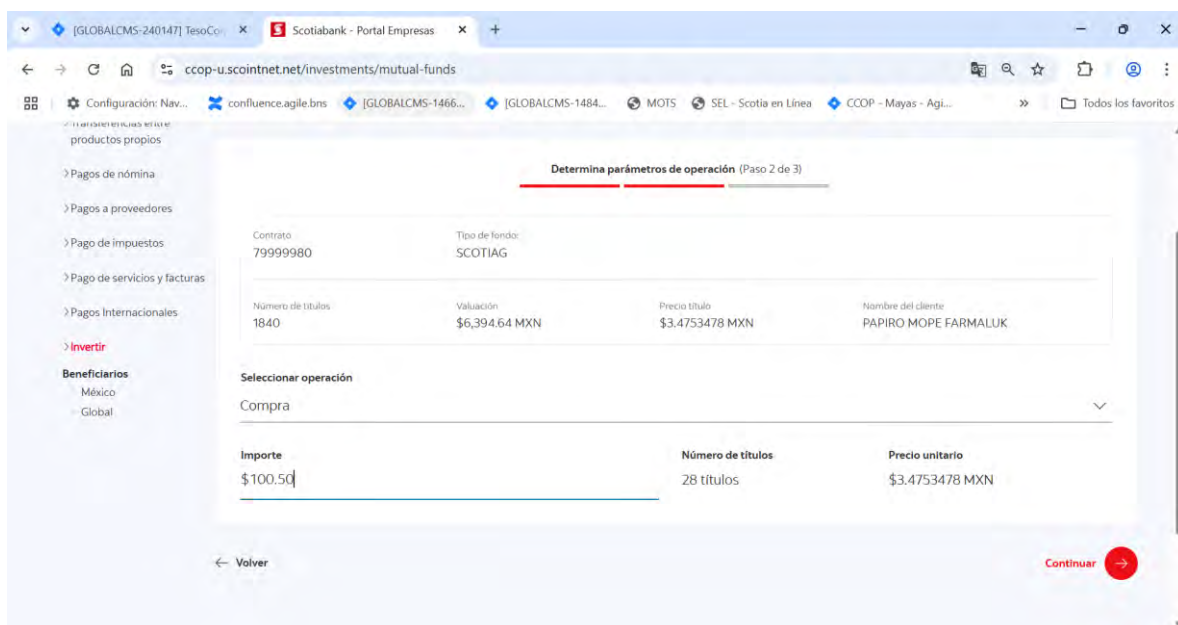 [GLOBALCMS-240147] TesoCo
Scotiabank - Portal Empresas
ccop-u.scointnet.net/investments/mutual-funds
Configuración: Nav...
confluence.agile.bns
[GLOBALCMS-1466...
[GLOBALCMS-1484...
MOTS
SEL - Scotia en Línea
CCOP - Mayas - Agi...
»
Todos los favoritos
Transferencias entre
productos propios
Pagos de nómina
Pagos a proveedores
Pago de impuestos
Pago de servicios y facturas
Pagos Internacionales
Invertir
Beneficiarios
México
Global
Determina parámetros de operación (Paso 2 de 3)
Contrato
79999980
Tipo de fondo:
SCOTIAG
Número de títulos
1840
Valuación
$6,394.64 MXN
Precio título
$3.4753478 MXN
Nombre del cliente
PAPIRO MOPE FARMALUK
Seleccionar operación
Compra
Importe
$100.50
Número de títulos
28 títulos
Precio unitario
$3.4753478 MXN
Volver
Continuar